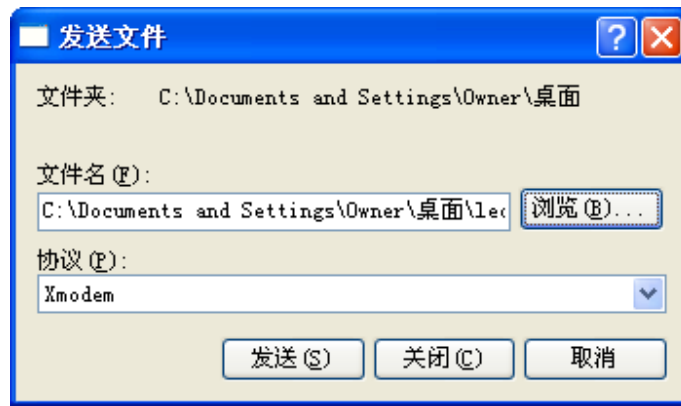 发送文件
文件夹: C:\Documents and Settings\Owner\桌面
文件名(F):
C:\Documents and Settings\Owner\桌面\lec
浏览(B)...
协议(P):
Xmodem
发送(S) 关闭(C) 取消